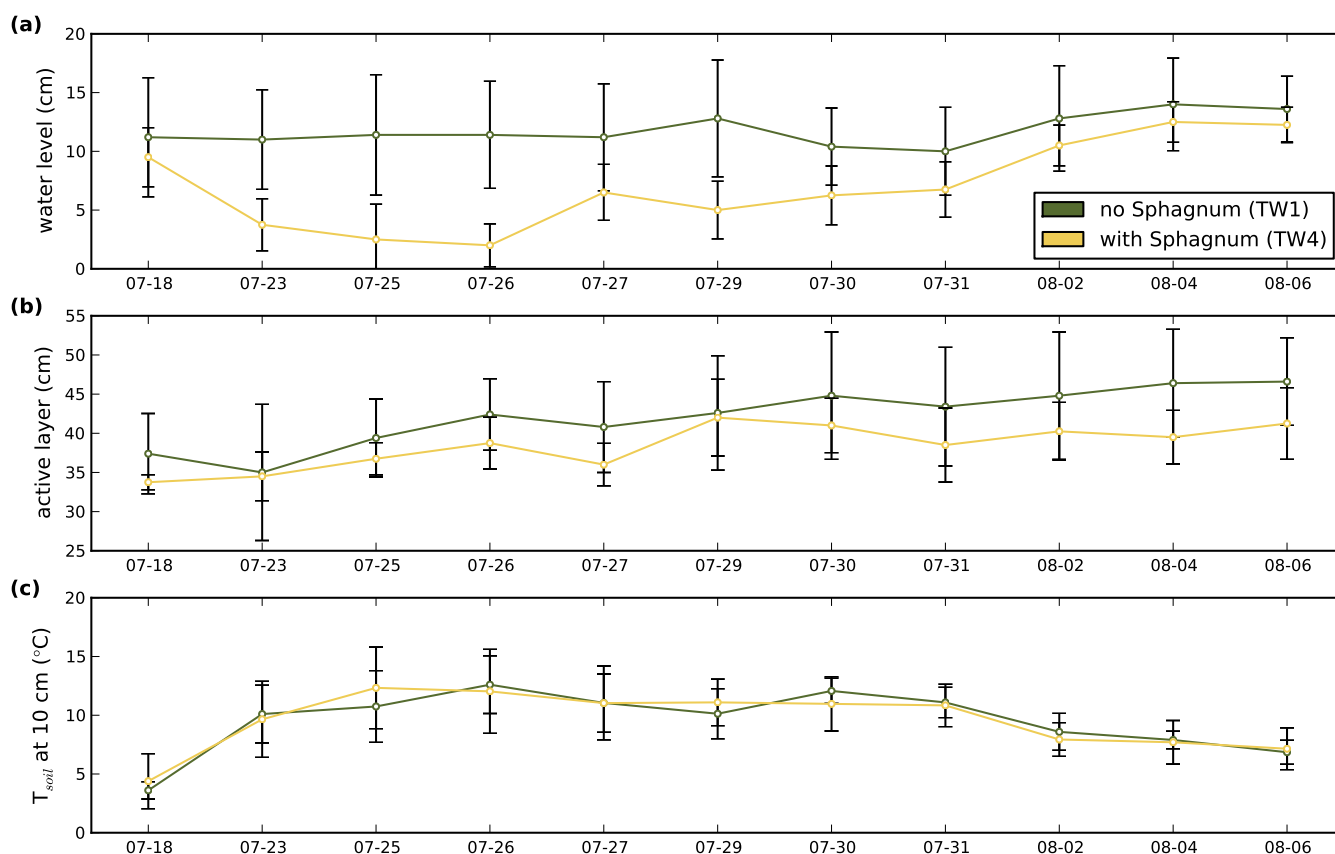 (a)
water level (cm)
20
15
10
5
0
no Sphagnum (TW1)
with Sphagnum (TW4)
07-18 07-23 07-25 07-26 07-27 07-29 07-30 07-31 08-02 08-04 08-06
(b)
active layer (cm)
55
50
45
40
35
30
25
07-18 07-23 07-25 07-26 07-27 07-29 07-30 07-31 08-02 08-04 08-06
(c)
T_soil at 10 cm (°C)
20
15
10
5
0
07-18 07-23 07-25 07-26 07-27 07-29 07-30 07-31 08-02 08-04 08-06